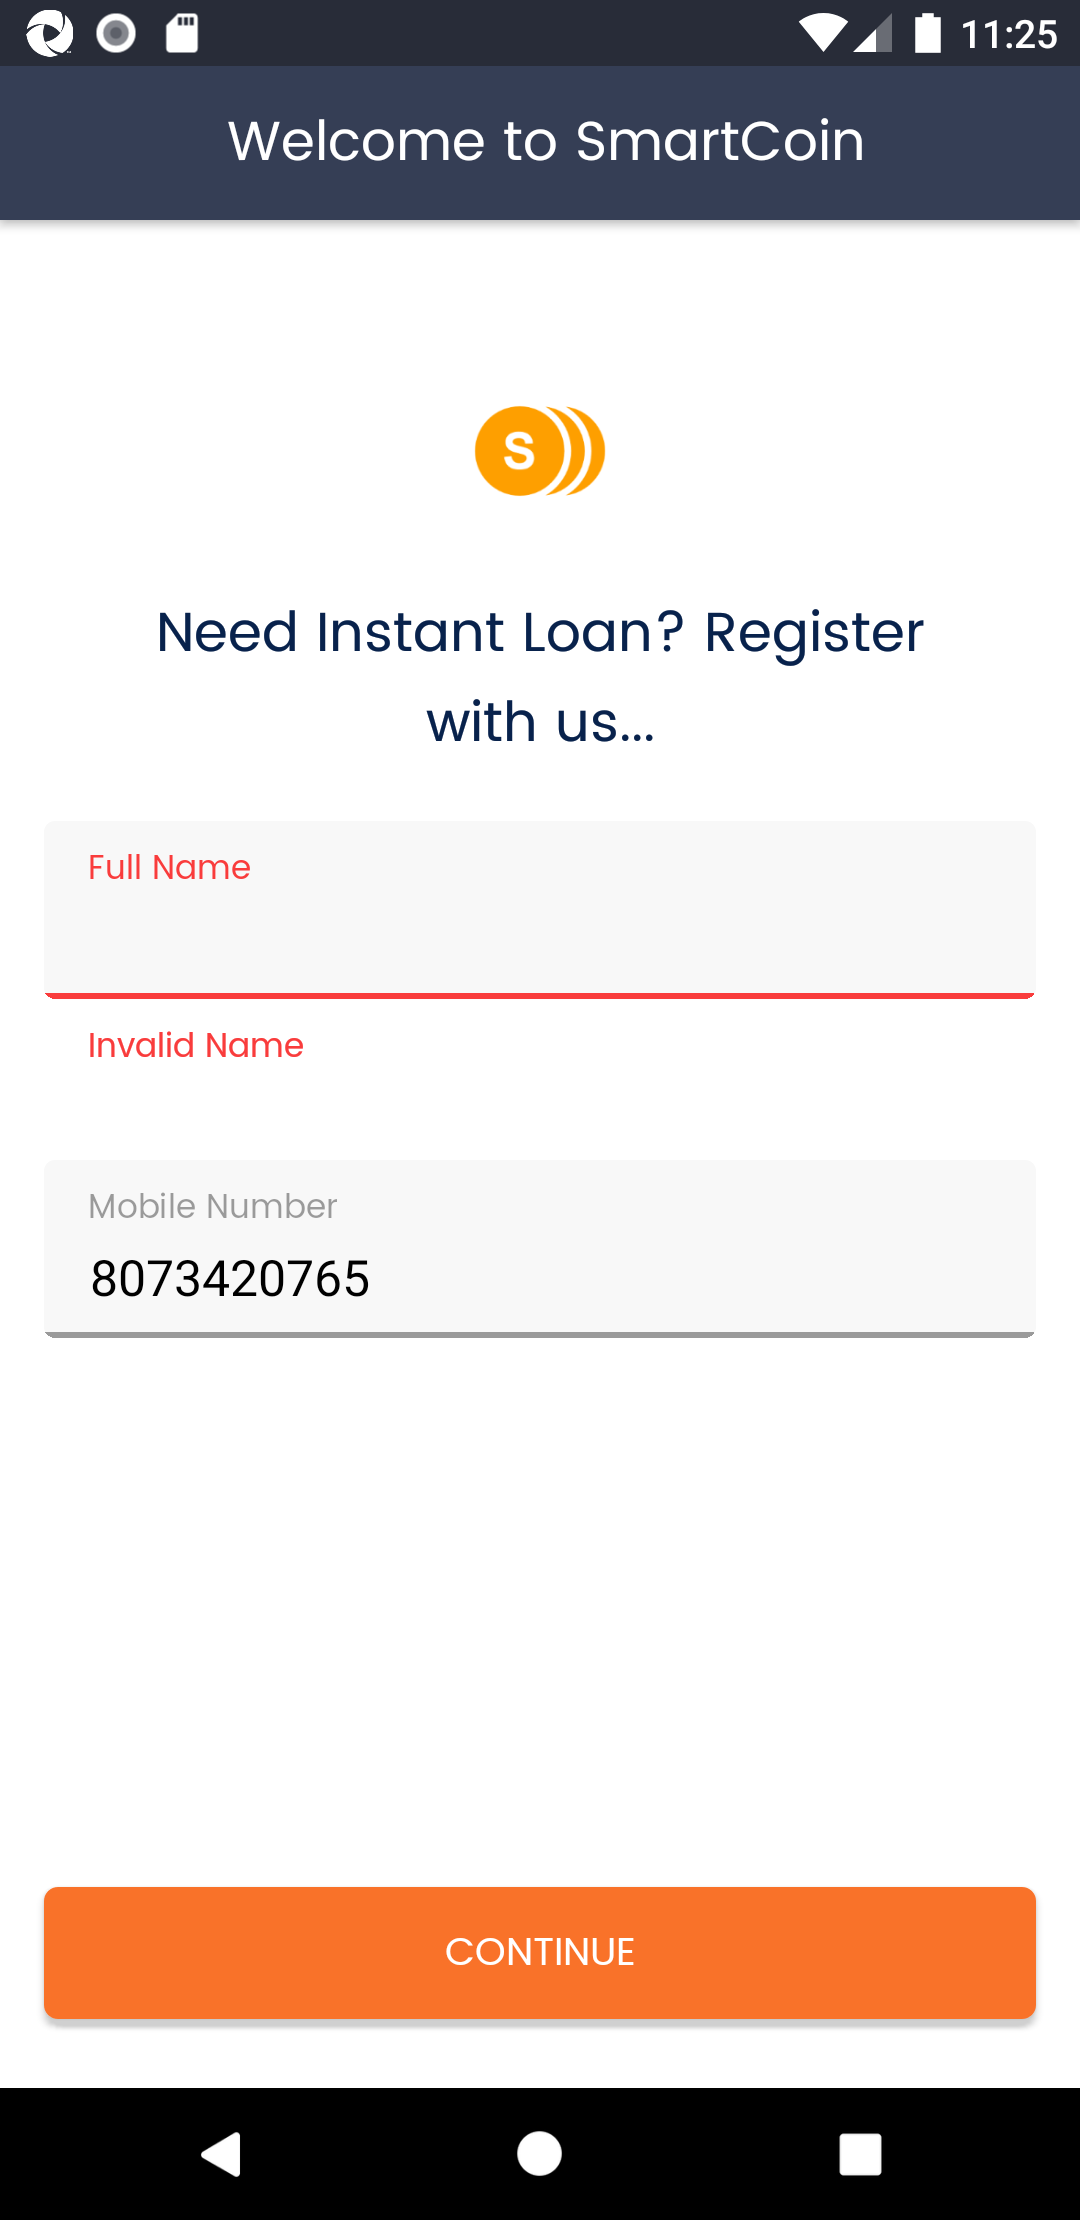 11:25
Welcome to SmartCoin
S
Need Instant Loan? Register
with us...
Full Name
Invalid Name
Mobile Number
8073420765
CONTINUE